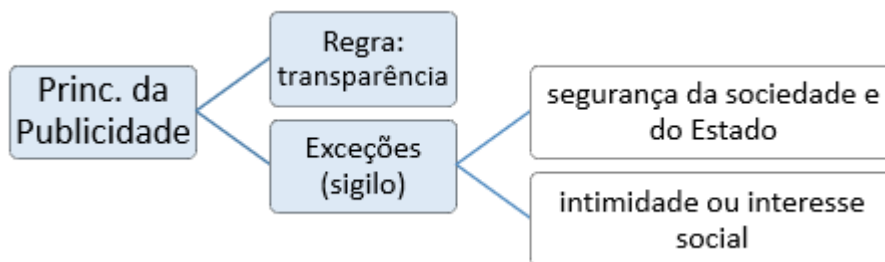 Princ. da
Publicidade
Regra:
transparência
Exceções
(sigilo)
segurança da sociedade e
do Estado
intimidade ou interesse
social